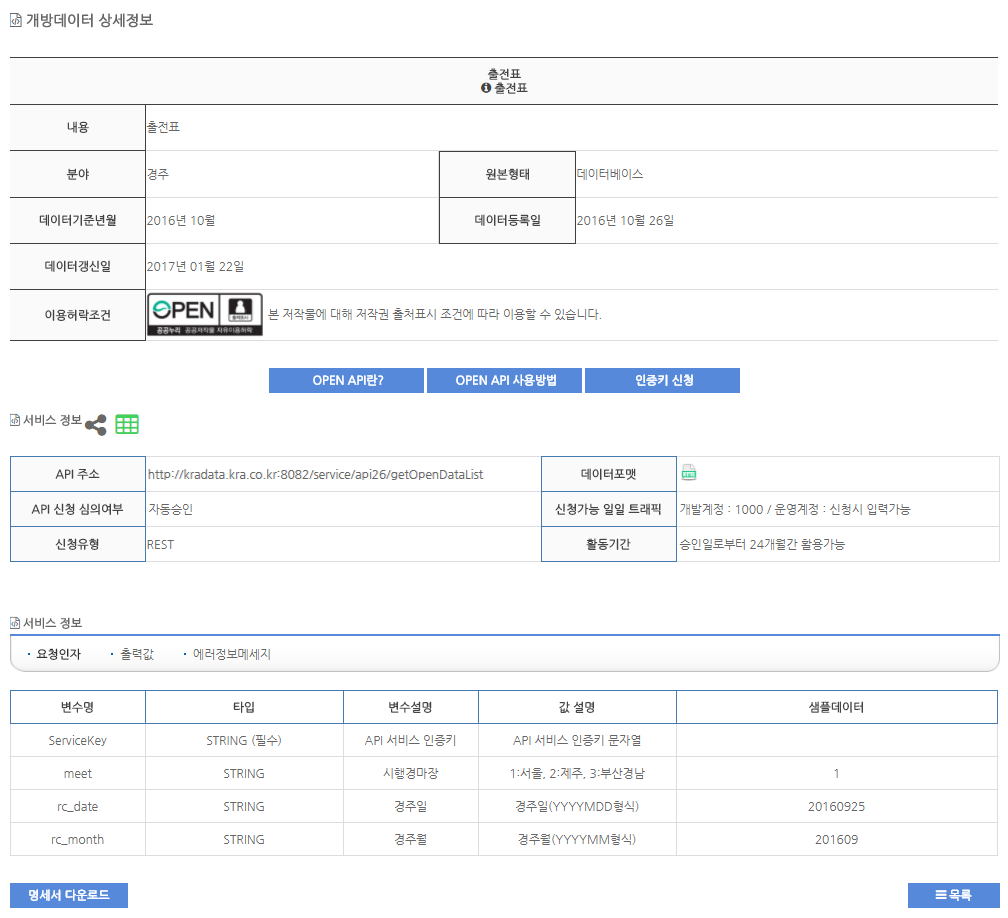 개방데이터 상세정보
출전표
출전표
내용 출전표
분야 경주 원본형태 데이터베이스
데이터기준년월 2016년 10월 데이터등록일 2016년 10월 26일
데이터갱신일 2017년 01월 22일
이용허락조건 OPEN 출처표시 공공누리 공공저작물 자유이용허락 본 저작물에 대해 저작권 출처표시 조건에 따라 이용할 수 있습니다.
OPEN API란? OPEN API 사용방법 인증키 신청
서비스 정보
API 주소 http://kradata.kra.co.kr:8082/service/api26/getOpenDataList 데이터포맷
API 신청 심의여부 자동승인 신청가능 일일 트래픽 개발계정 : 1000 / 운영계정 : 신청시 입력가능
신청유형 REST 활동기간 승인일로부터 24개월간 활용가능
서비스 정보
· 요청인자 · 출력값 · 에러정보메세지
변수명 타입 변수설명 값 설명 샘플데이터
ServiceKey STRING (필수) API 서비스 인증키 API 서비스 인증키 문자열
meet STRING 시행경마장 1:서울, 2:제주, 3:부산경남 1
rc_date STRING 경주일 경주일(YYYYMDD형식) 20160925
rc_month STRING 경주월 경주월(YYYYMM형식) 201609
명세서 다운로드 목록